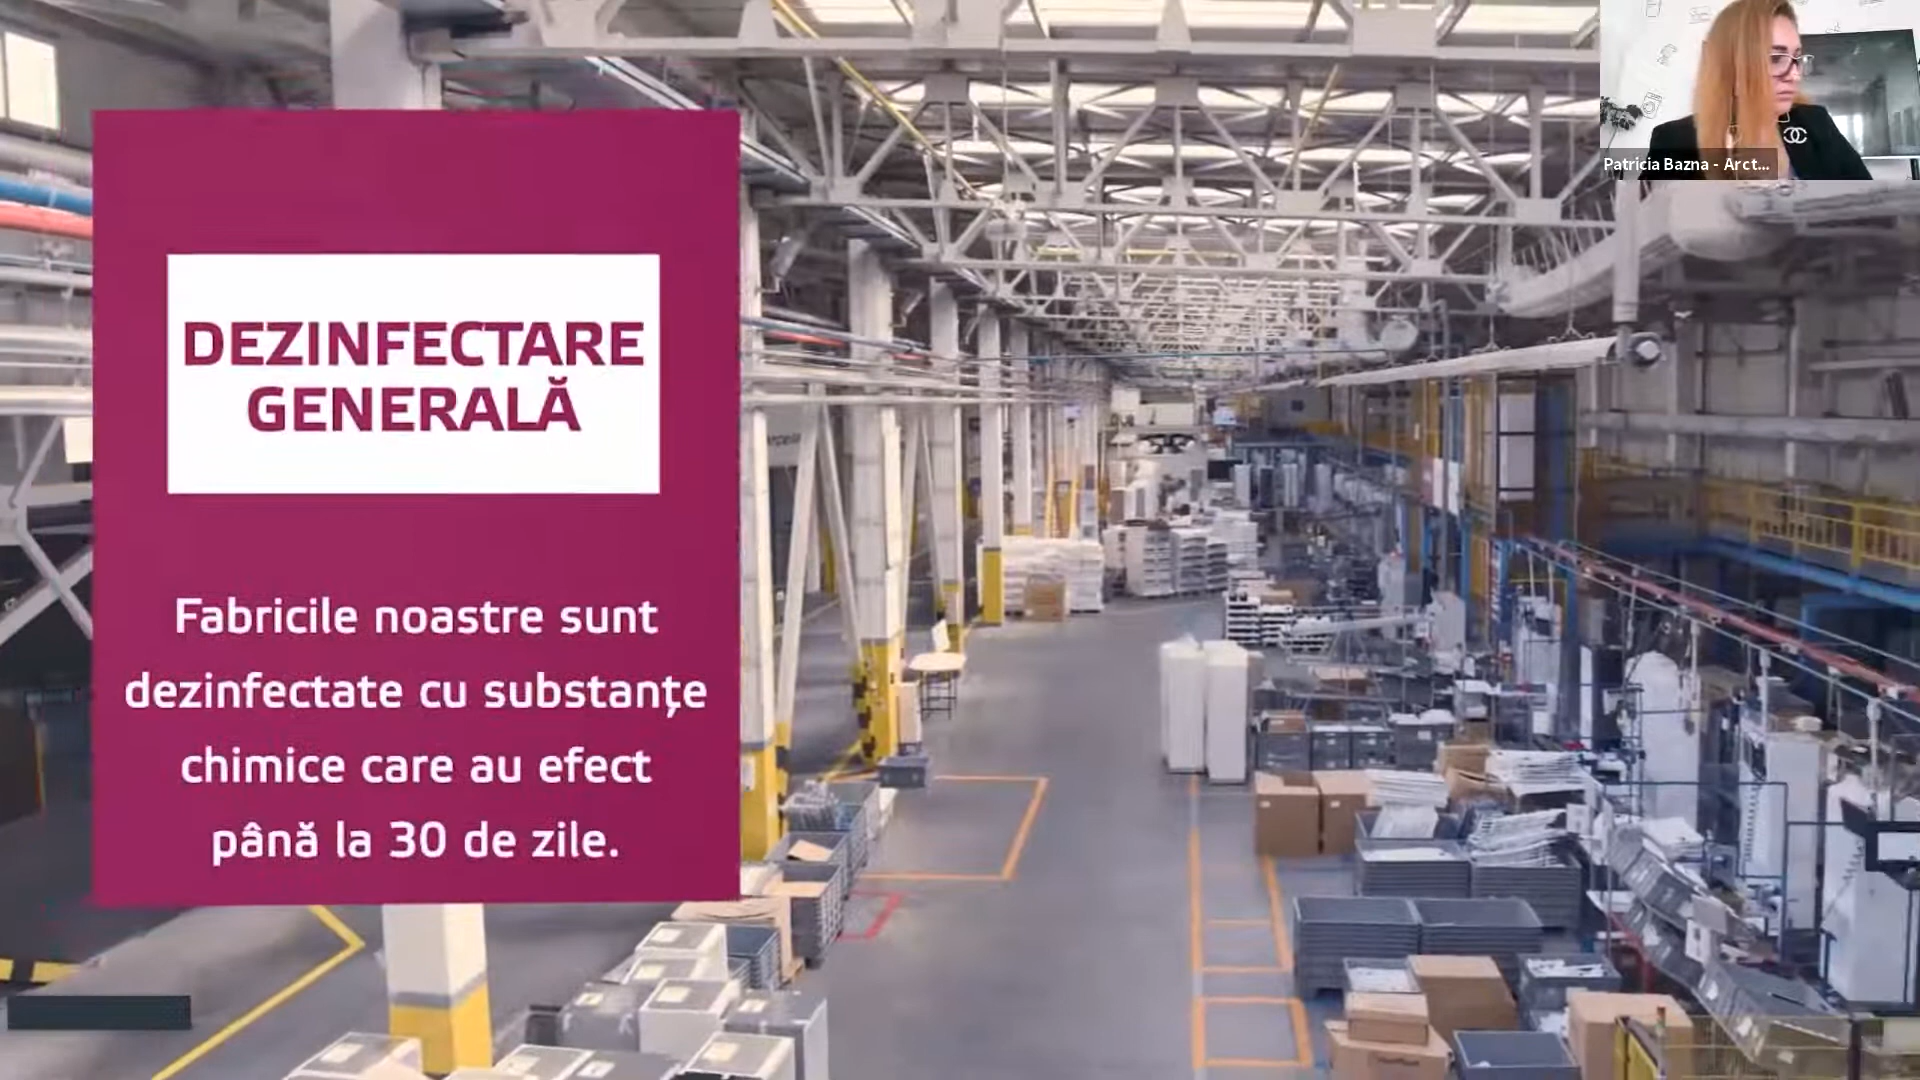 Patricia Bazna - Arct...
DEZINFECTARE
GENERALĂ
Fabricile noastre sunt
dezinfectate cu substanțe
chimice care au efect
până la 30 de zile.